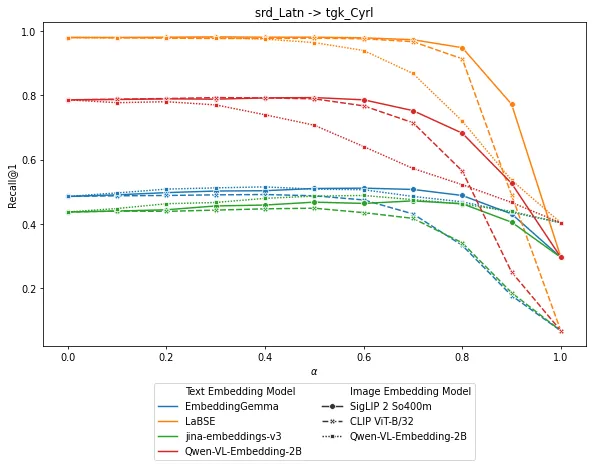 srd_Latn -> tgk_Cyrl
Recall@1
1.0
0.8
0.6
0.4
0.2
0.0 0.2 0.4 0.6 0.8 1.0
α
Text Embedding Model Image Embedding Model
EmbeddingGemma SigLIP 2 So400m
LaBSE CLIP ViT-B/32
jina-embeddings-v3 Qwen-VL-Embedding-2B
Qwen-VL-Embedding-2B